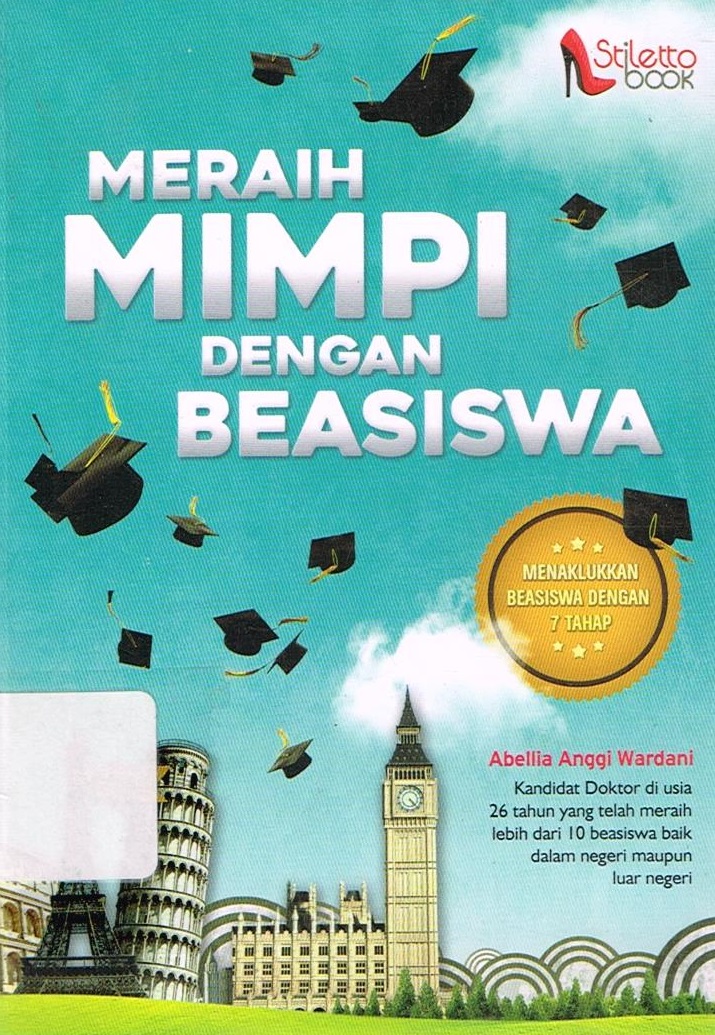 Stiletto
BOOK
MERAIH
MIMPI
DENGAN
BEASISWA
MENAKLUKKAN
BEASISWA DENGAN
7 TAHAP
Abellia Anggi Wardani
Kandidat Doktor di usia
26 tahun yang telah meraih
lebih dari 10 beasiswa baik
dalam negeri maupun
luar negeri